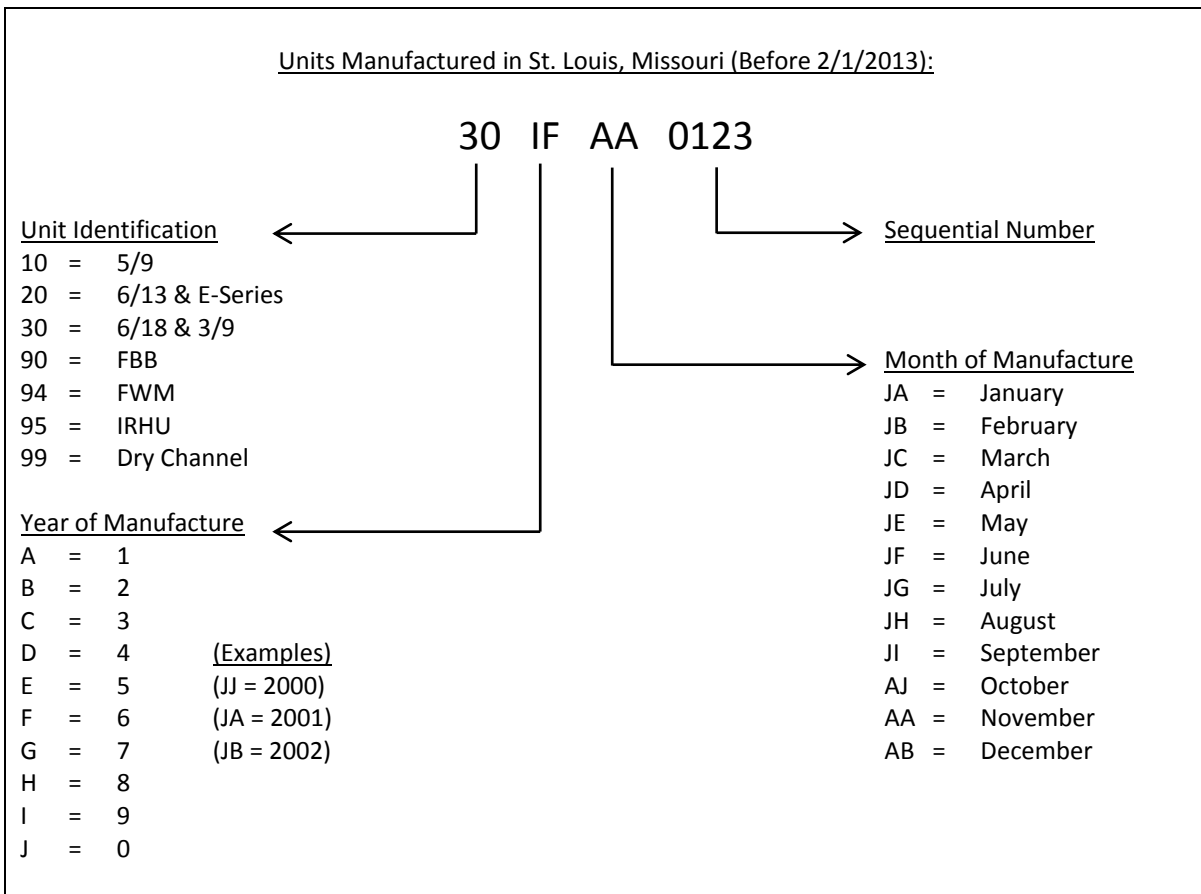 Units Manufactured in St. Louis, Missouri (Before 2/1/2013):
30 IF AA 0123
Unit Identification
10 = 5/9
20 = 6/13 & E-Series
30 = 6/18 & 3/9
90 = FBB
94 = FWM
95 = IRHU
99 = Dry Channel
Year of Manufacture
A = 1
B = 2
C = 3
D = 4
E = 5
F = 6
G = 7
H = 8
I = 9
J = 0
(Examples)
(JJ = 2000)
(JA = 2001)
(JB = 2002)
Sequential Number
Month of Manufacture
JA = January
JB = February
JC = March
JD = April
JE = May
JF = June
JG = July
JH = August
JI = September
AJ = October
AA = November
AB = December